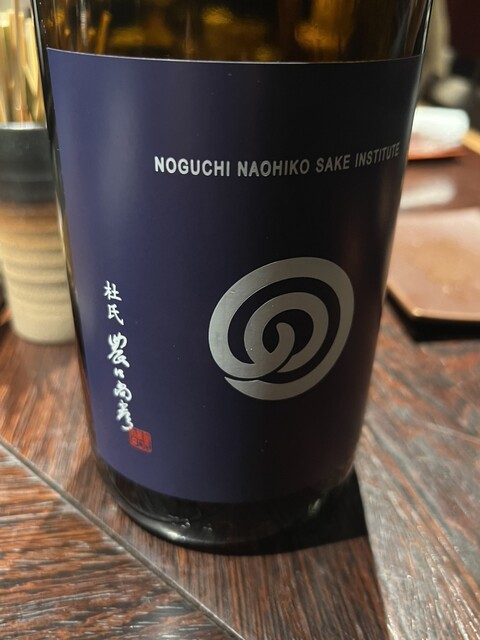 NOGUCHI NAOHIKO SAKE INSTITUTE
杜氏 農口尚彦